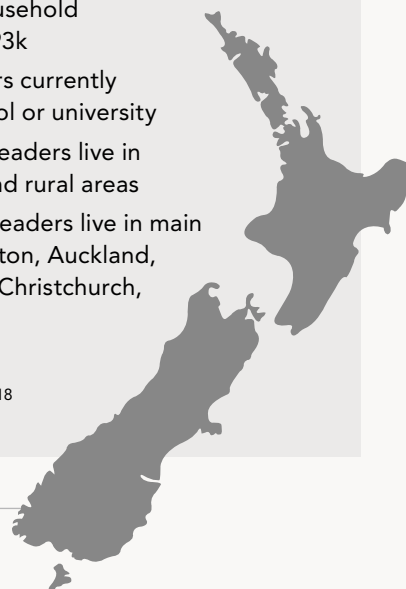 usehold
93k
rs currently
ol or university
eaders live in
nd rural areas
eaders live in main
ton, Auckland,
Christchurch,
18